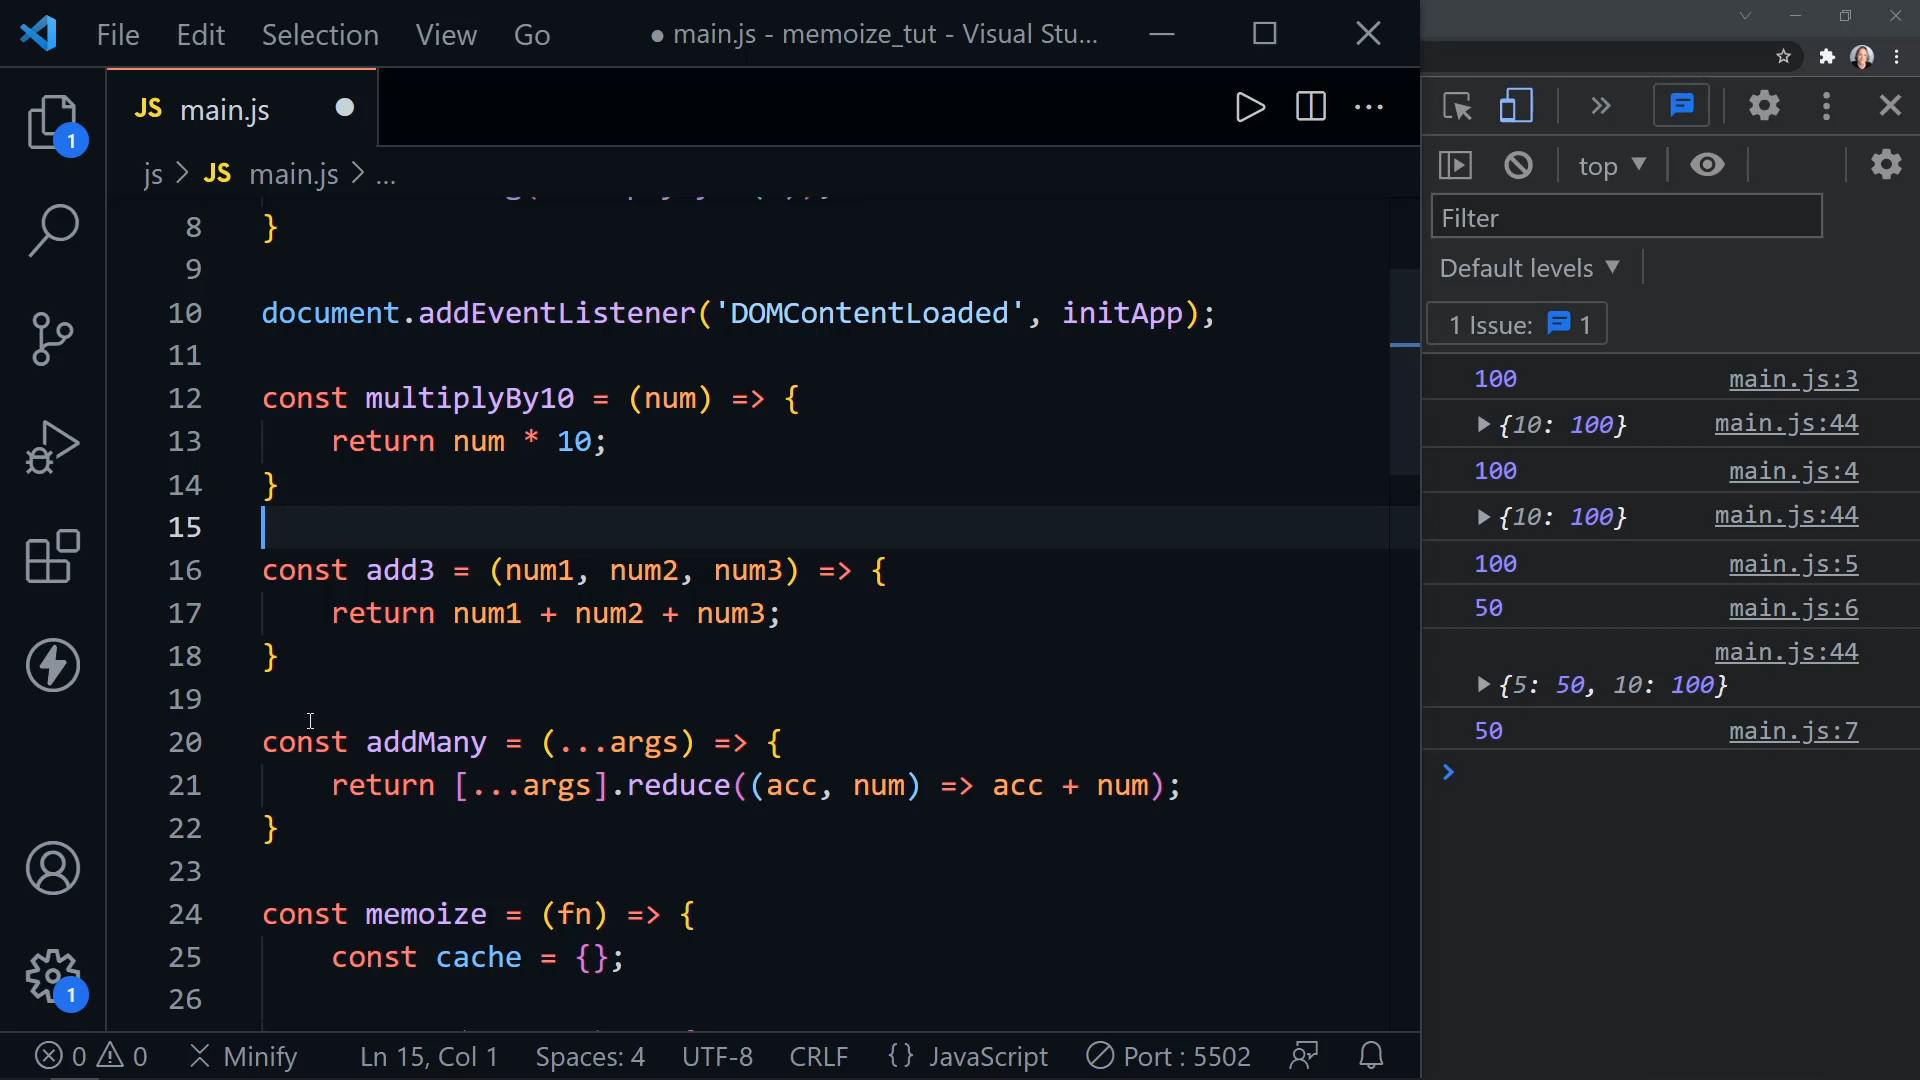 File Edit Selection View Go
● main.js - memoize_tut - Visual Stu...
JS main.js
js > JS main.js > ...
8 }
9
10 document.addEventListener('DOMContentLoaded', initApp);
11
12 const multiplyBy10 = (num) => {
13 return num * 10;
14 }
15
16 const add3 = (num1, num2, num3) => {
17 return num1 + num2 + num3;
18 }
19
20 const addMany = (...args) => {
21 return [...args].reduce((acc, num) => acc + num);
22 }
23
24 const memoize = (fn) => {
25 const cache = {};
26
1
1
0 0 Minify Ln 15, Col 1 Spaces: 4 UTF-8 CRLF {} JavaScript Port : 5502
top
Filter
Default levels
1 Issue: 1
100 main.js:3
{10: 100} main.js:44
100 main.js:4
{10: 100} main.js:44
100 main.js:5
50 main.js:6
main.js:44
{5: 50, 10: 100}
50 main.js:7